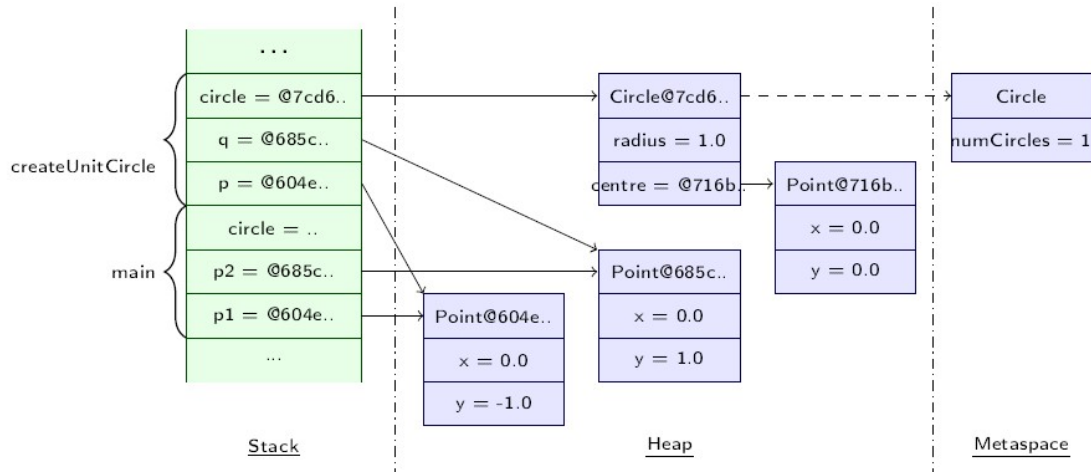 ...
circle = @7cd6..
q = @685c..
p = @604e..
createUnitCircle
circle = ..
p2 = @685c..
p1 = @604e..
main
...
Stack
Circle@7cd6..
radius = 1.0
centre = @716b..
Point@716b..
x = 0.0
y = 0.0
Point@685c..
x = 0.0
y = 1.0
Point@604e..
x = 0.0
y = -1.0
Heap
Circle
numCircles = 1
Metaspace